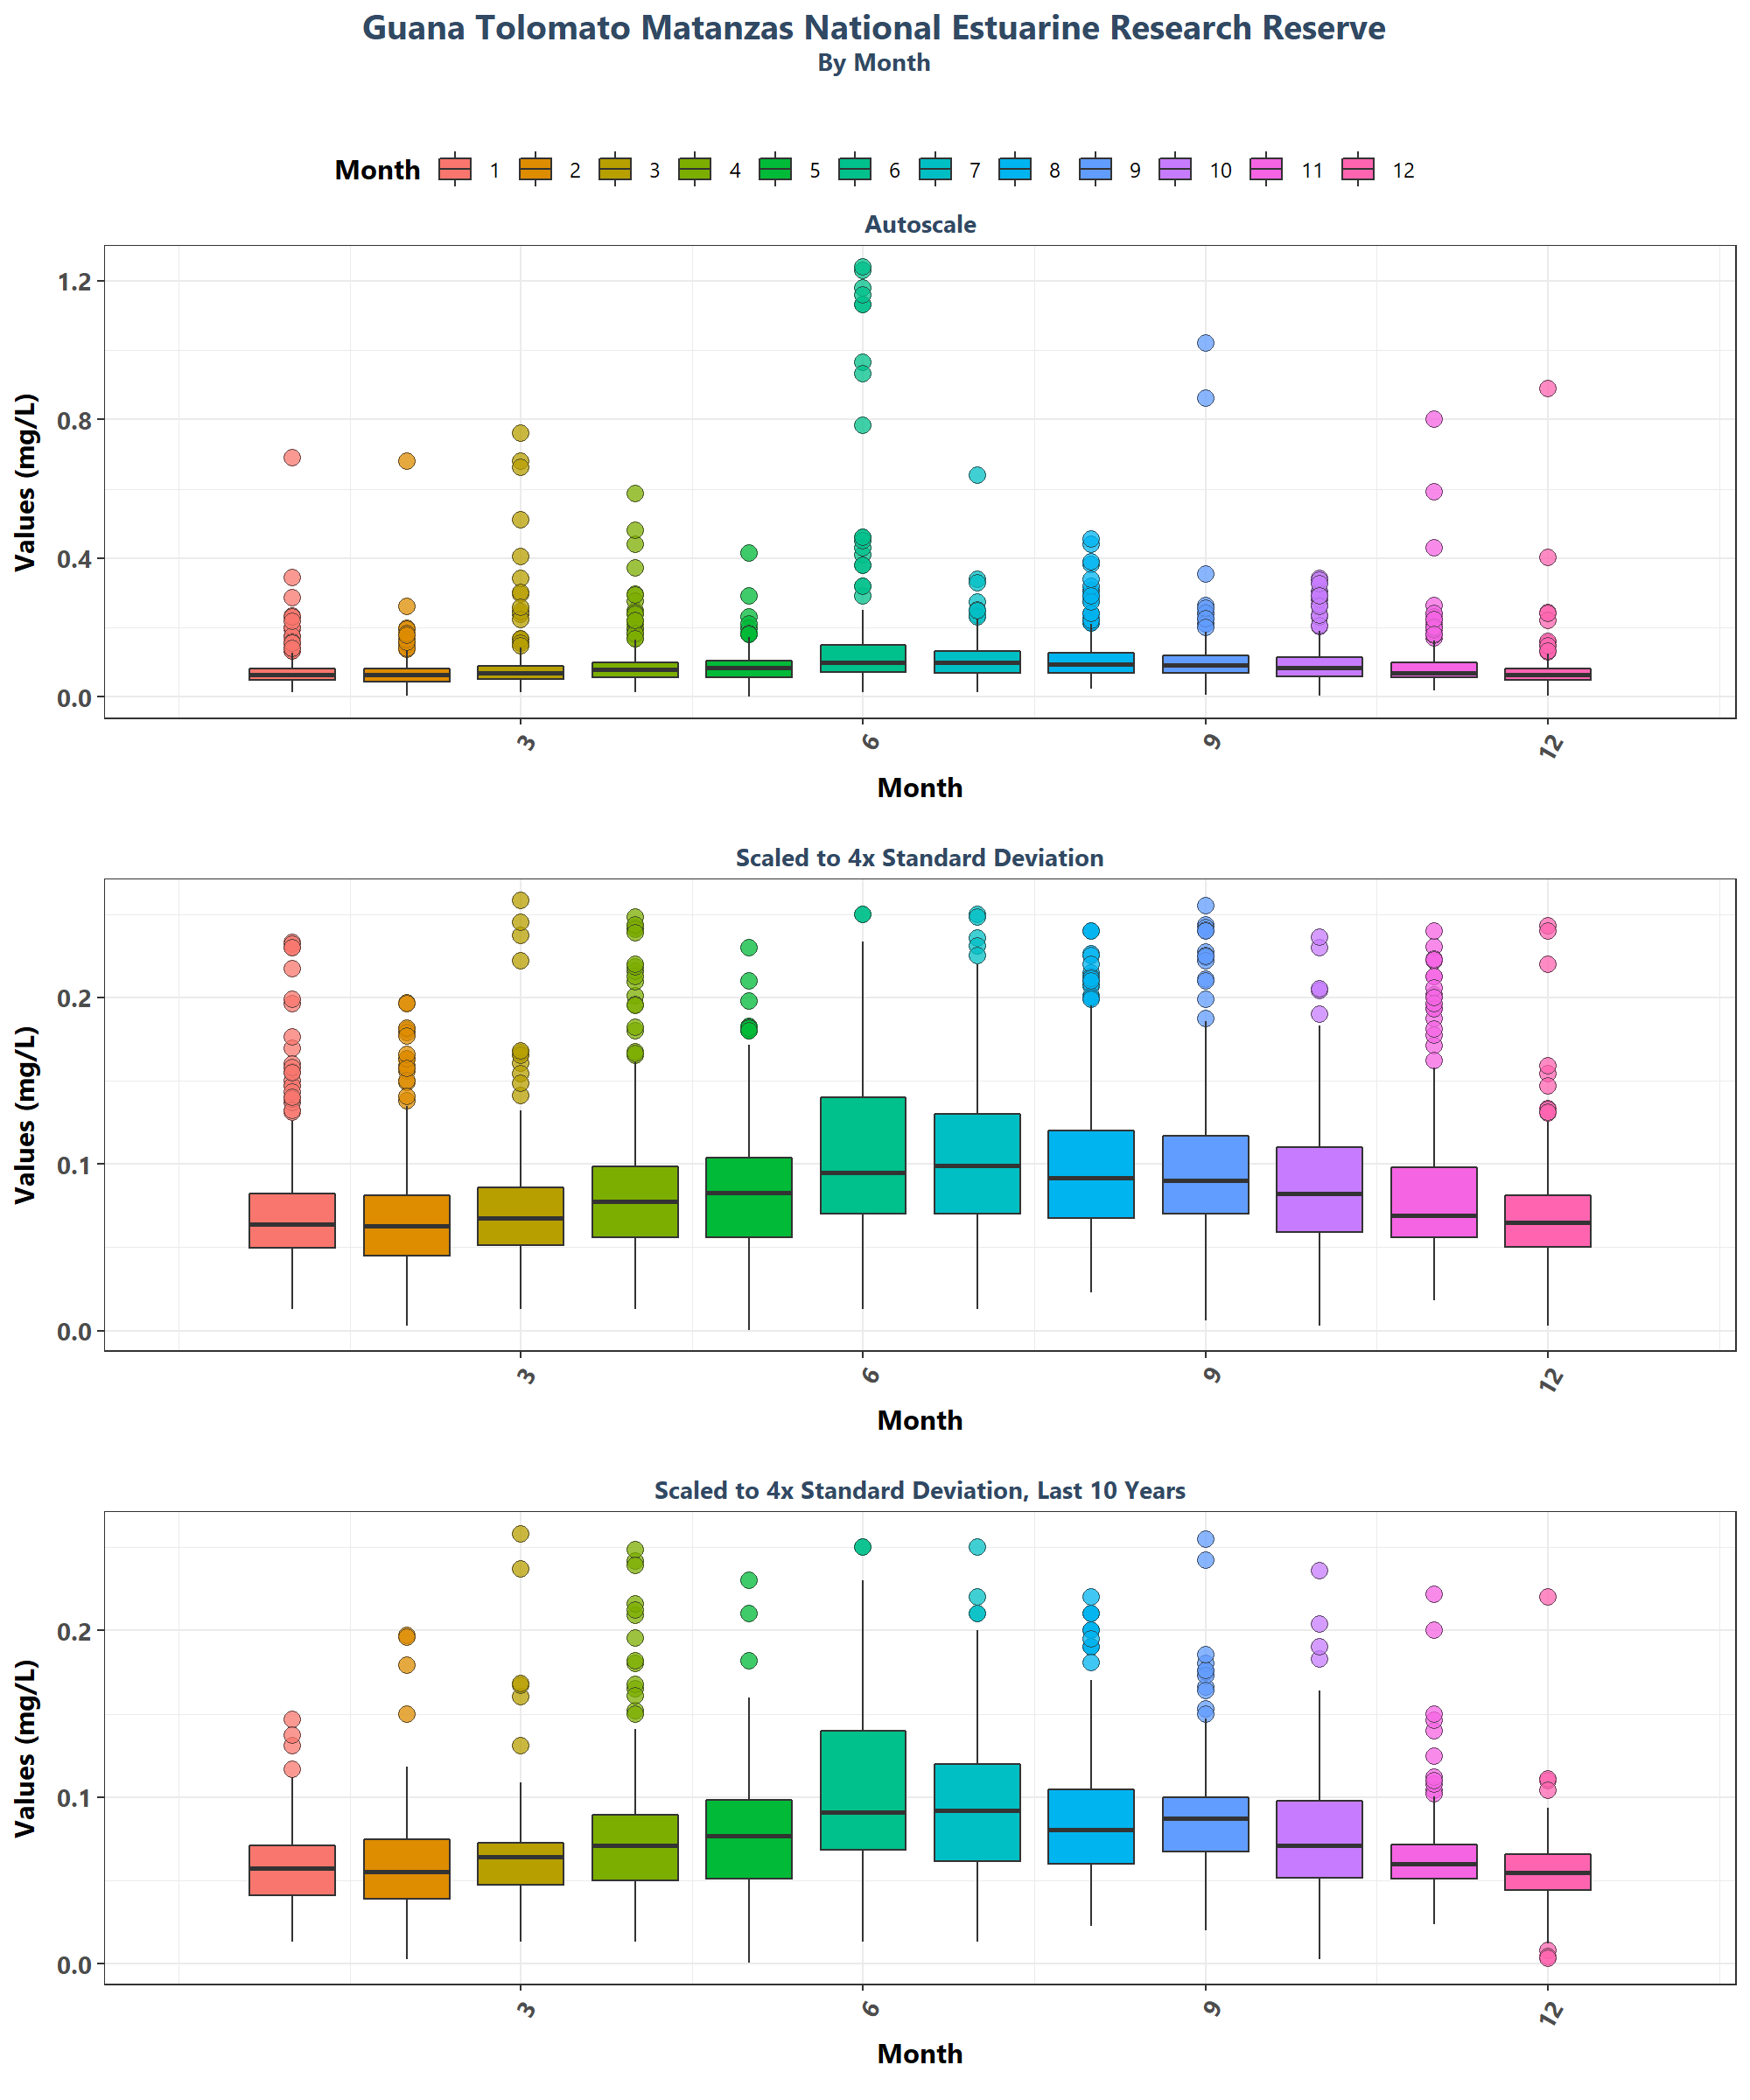 Guana Tolomato Matanzas National Estuarine Research Reserve
By Month
Month 1 2 3 4 5 6 7 8 9 10 11 12
Autoscale
Values (mg/L)
1.2
0.8
0.4
0.0
3 6 9 12
Month
Scaled to 4x Standard Deviation
Values (mg/L)
0.2
0.1
0.0
3 6 9 12
Month
Scaled to 4x Standard Deviation, Last 10 Years
Values (mg/L)
0.2
0.1
0.0
3 6 9 12
Month